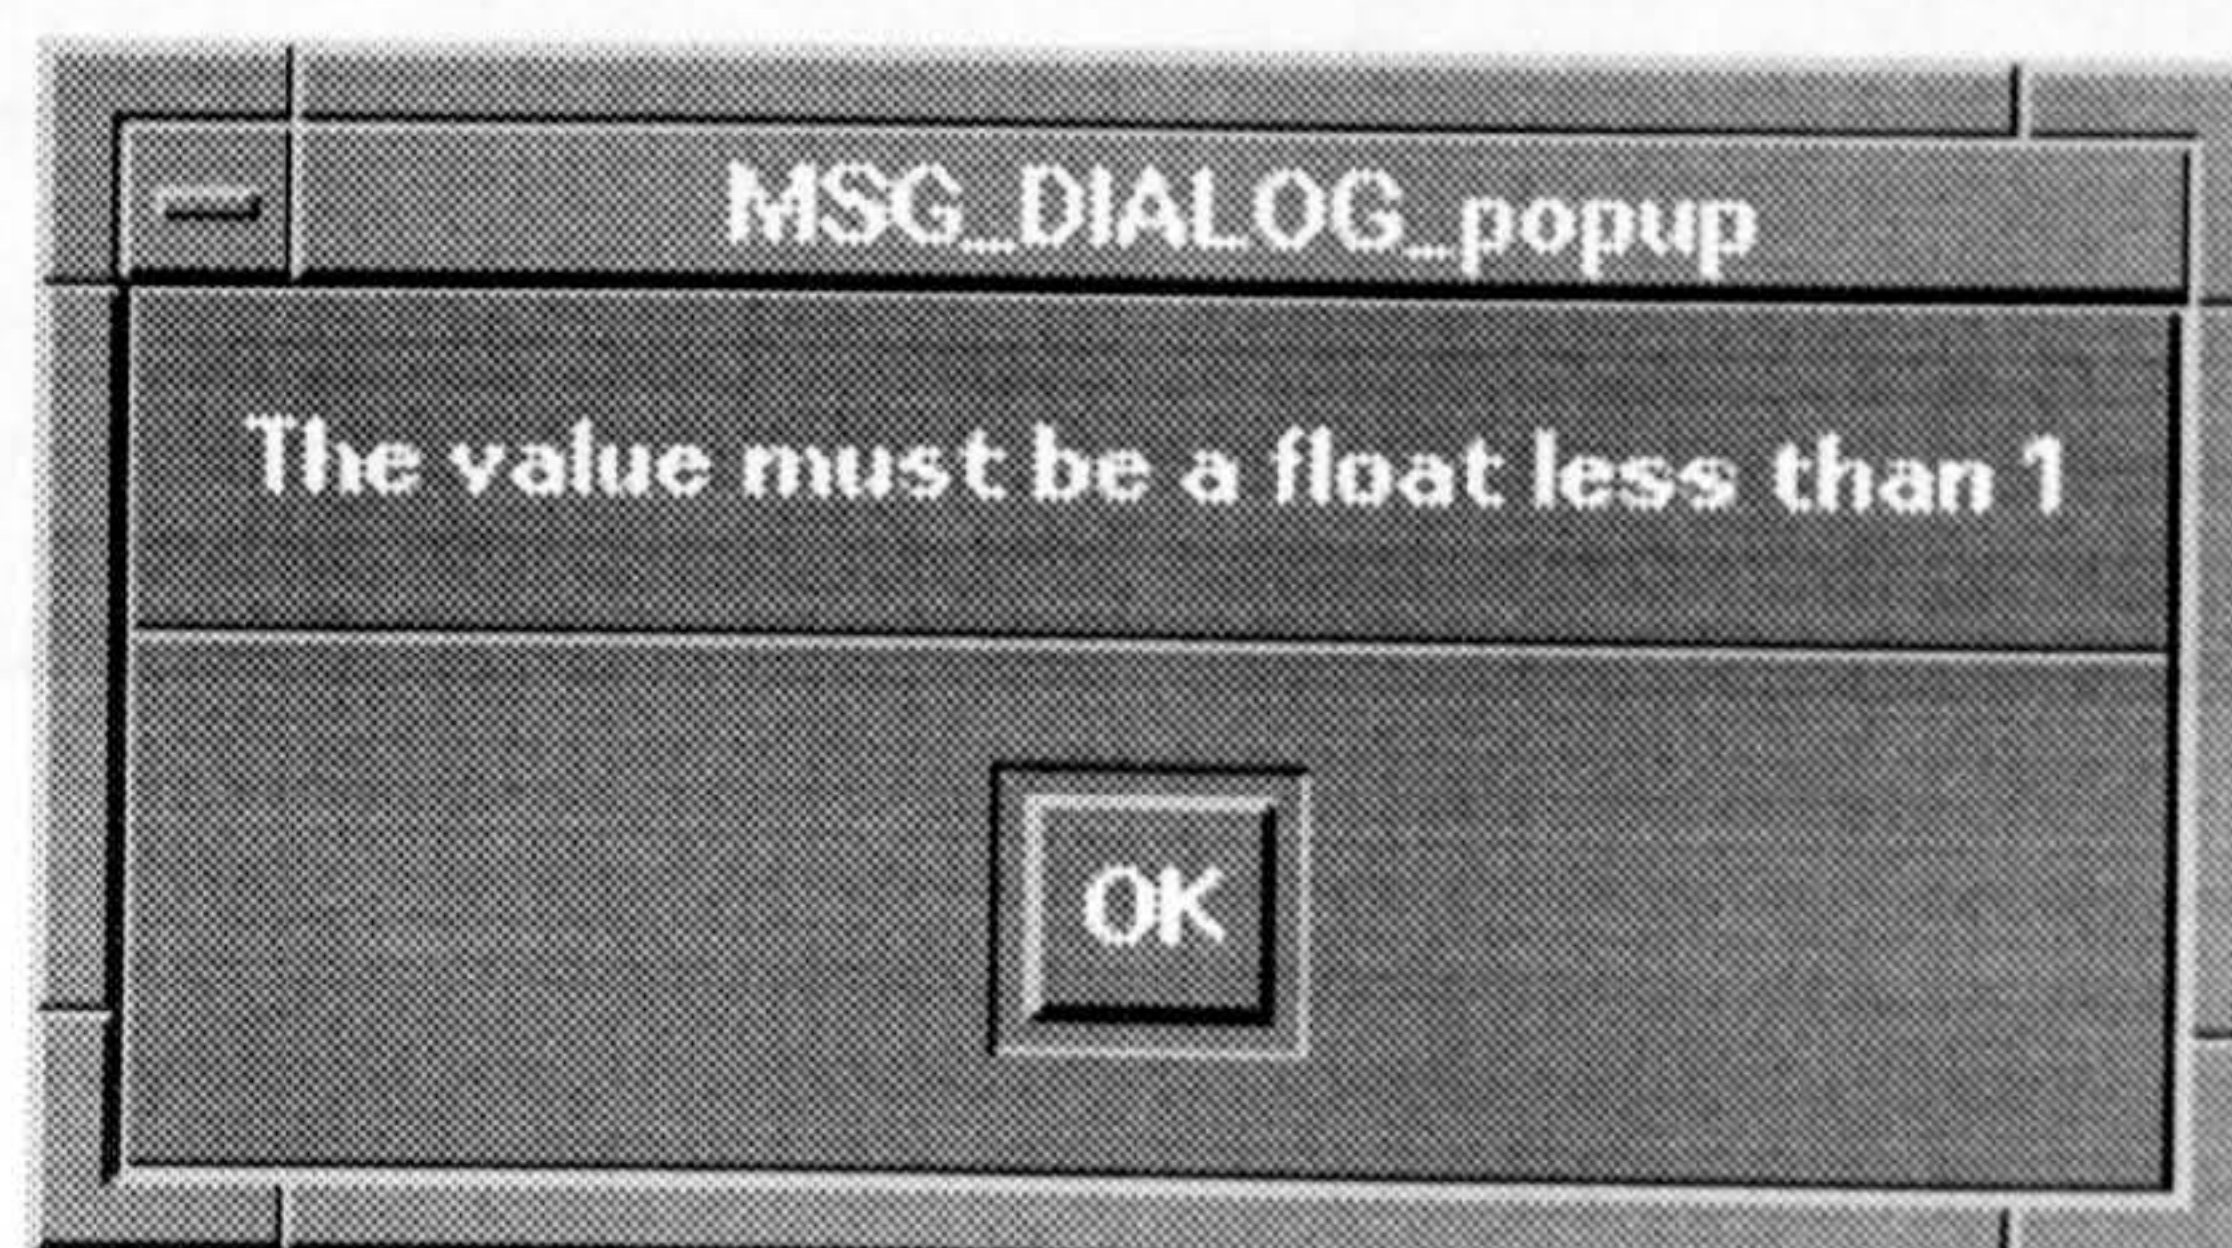 MSG_DIALOG_popup
The value must be a float less than 1
OK